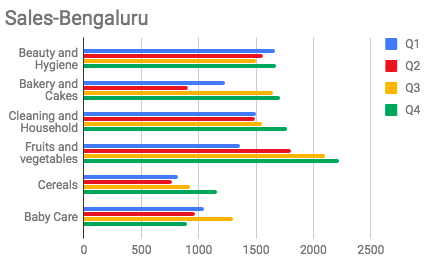 Sales-Bengaluru
Q1
Q2
Q3
Q4
Beauty and
Hygiene
Bakery and
Cakes
Cleaning and
Household
Fruits and
vegetables
Cereals
Baby Care
0 500 1000 1500 2000 2500